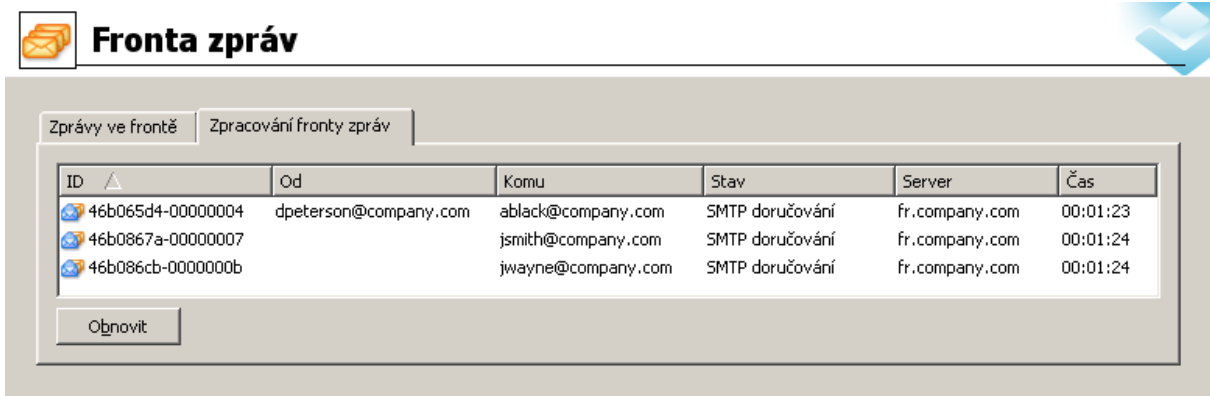 Fronta zpráv
Zprávy ve frontě Zpracování fronty zpráv
ID Od Komu Stav Server Čas
46b065d4-00000004 dpeterson@company.com ablack@company.com SMTP doručování fr.company.com 00:01:23
46b0867a-00000007 jsmith@company.com SMTP doručování fr.company.com 00:01:24
46b086cb-0000000b jwayne@company.com SMTP doručování fr.company.com 00:01:24
Obnovit